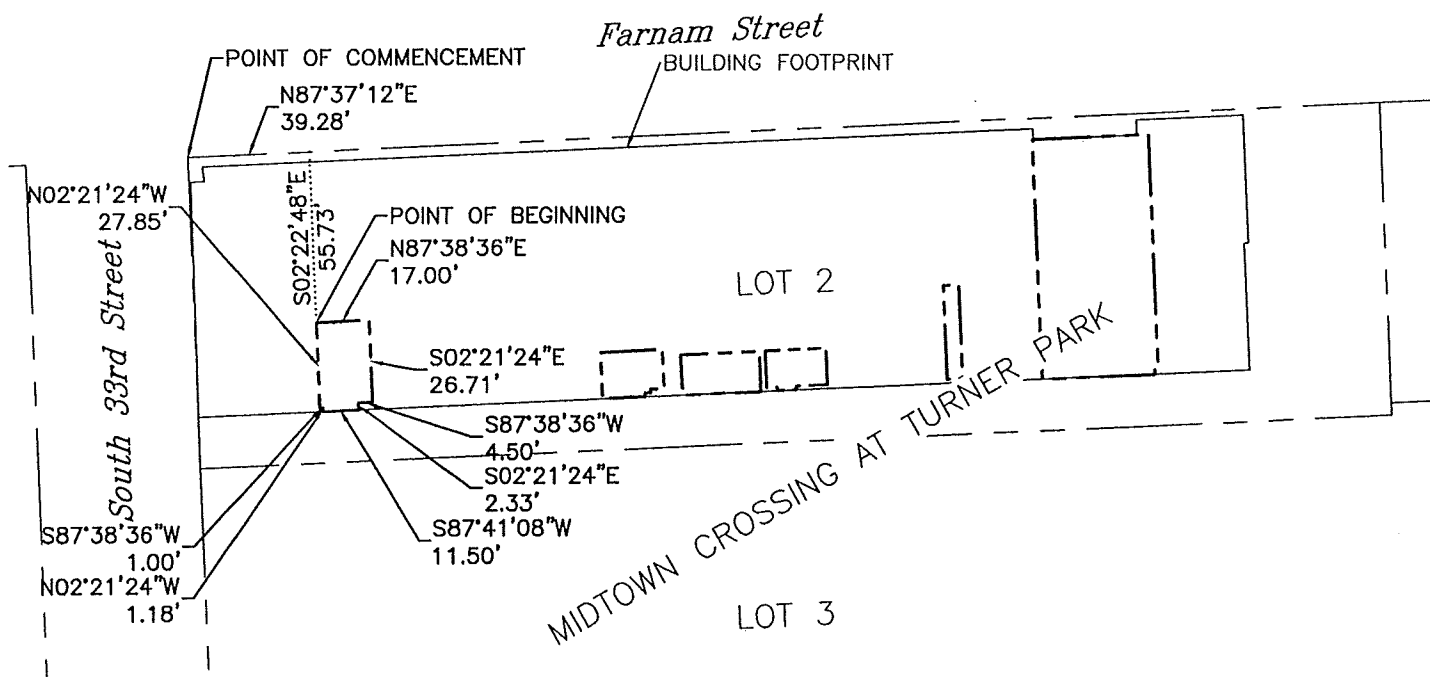 Farnam Street
POINT OF COMMENCEMENT
BUILDING FOOTPRINT
N87°37'12"E
39.28'
N02°21'24"W
27.85'
S02°22'48"E
55.73'
POINT OF BEGINNING
N87°38'36"E
17.00'
LOT 2
South 33rd Street
S02°21'24"E
26.71'
S87°38'36"W
4.50'
S02°21'24"E
2.33'
S87°41'08"W
11.50'
S87°38'36"W
1.00'
N02°21'24"W
1.18'
MIDTOWN CROSSING AT TURNER PARK
LOT 3